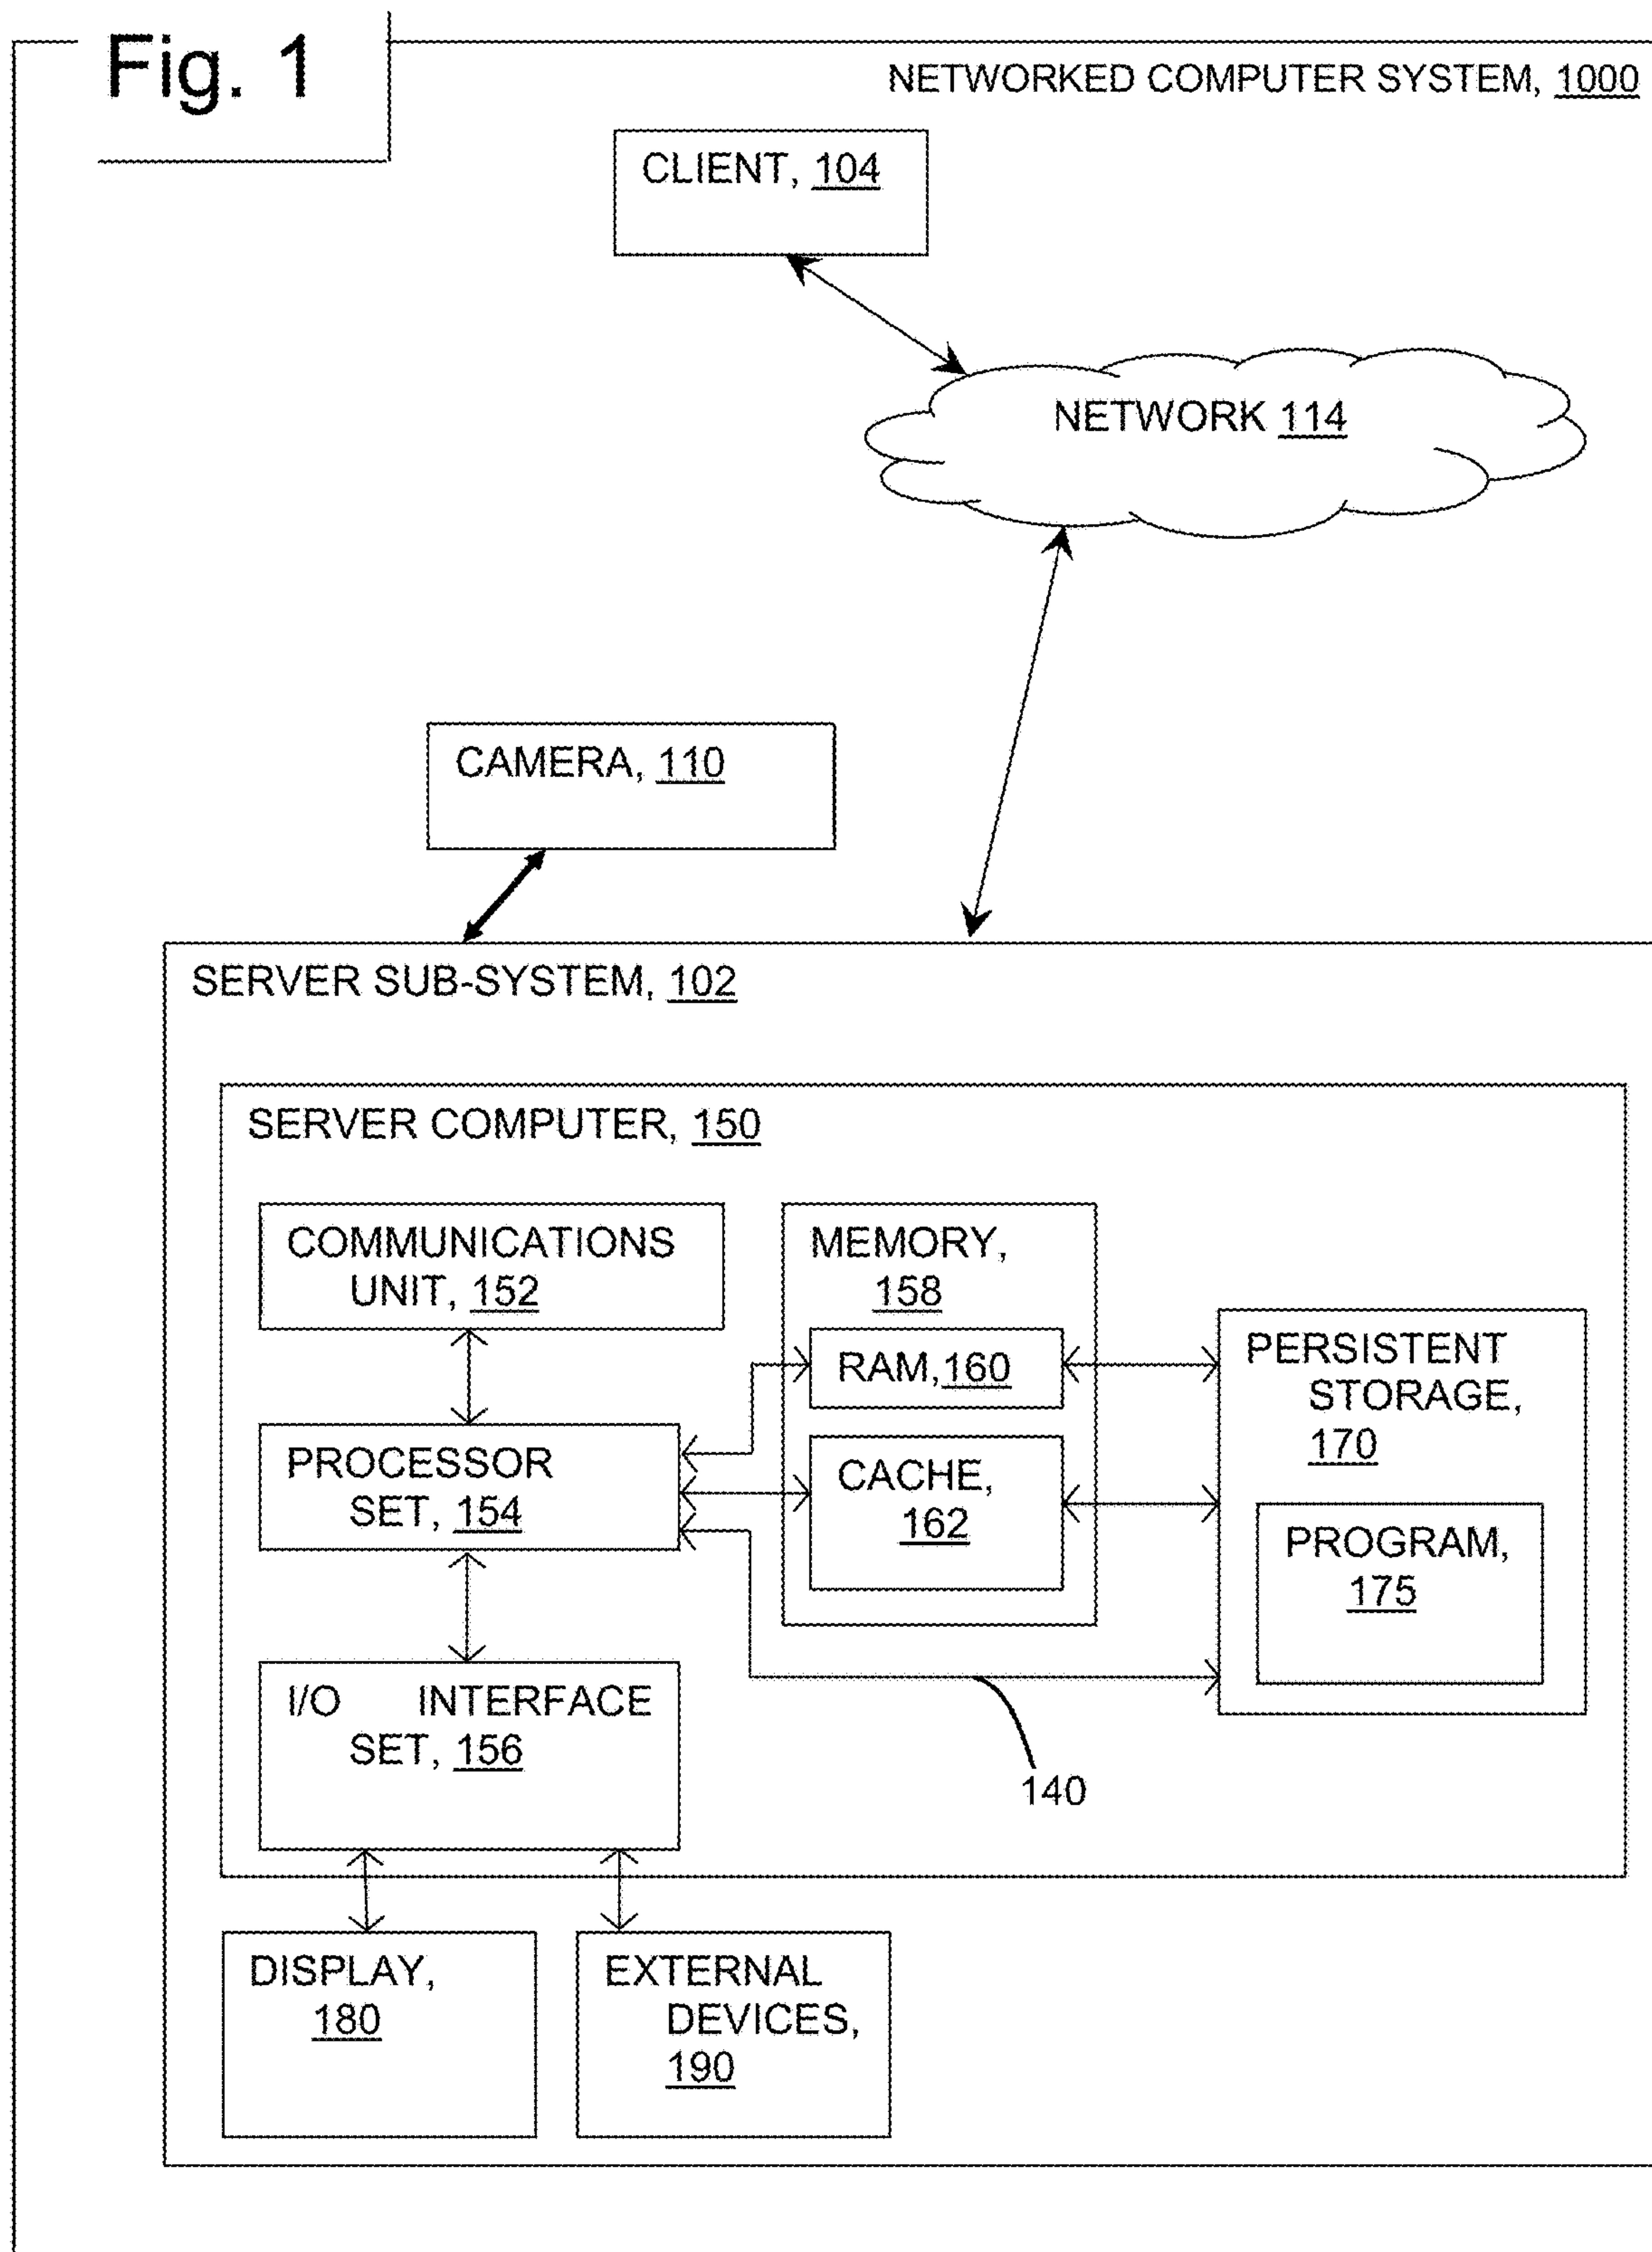 Fig. 1
NETWORKED COMPUTER SYSTEM, 1000
CLIENT, 104
NETWORK 114
CAMERA, 110
SERVER SUB-SYSTEM, 102
SERVER COMPUTER, 150
COMMUNICATIONS
UNIT, 152
MEMORY,
158
RAM,160
PERSISTENT
STORAGE,
170
PROCESSOR
SET, 154
CACHE,
162
PROGRAM,
175
I/O INTERFACE
SET, 156
140
DISPLAY,
180
EXTERNAL
DEVICES,
190